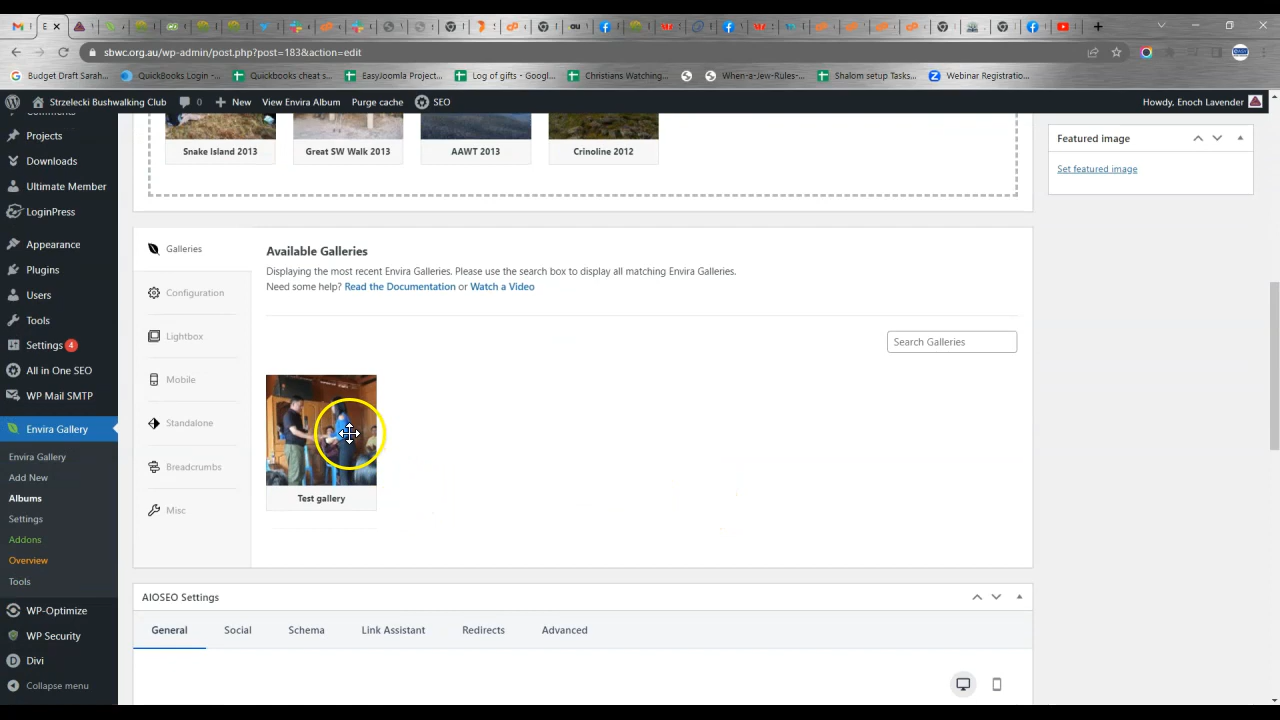 E
au
sbwc.org.au/wp-admin/post.php?post=183&action=edit
Budget Draft Sarah...
QuickBooks Login -...
Quickbooks cheat s...
EasyJoomla Project...
Log of gifts - Googl...
Christians Watching...
When-a-Jew-Rules-...
Shalom setup Tasks...
Webinar Registratio...
Strzelecki Bushwalking Club
New
View Envira Album
Purge cache
SEO
Howdy, Enoch Lavender
Comments
Projects
Downloads
Ultimate Member
LoginPress
Appearance
Plugins
Users
Tools
Settings 4
All in One SEO
WP Mail SMTP
Envira Gallery
Envira Gallery
Add New
Albums
Settings
Addons
Overview
Tools
WP-Optimize
WP Security
Divi
Collapse menu
Snake Island 2013
Great SW Walk 2013
AAWT 2013
Crinoline 2012
Featured image
Set featured image
Galleries
Configuration
Lightbox
Mobile
Standalone
Breadcrumbs
Misc
Available Galleries
Displaying the most recent Envira Galleries. Please use the search box to display all matching Envira Galleries.
Need some help? Read the Documentation or Watch a Video
Search Galleries
Test gallery
AIOSEO Settings
General
Social
Schema
Link Assistant
Redirects
Advanced